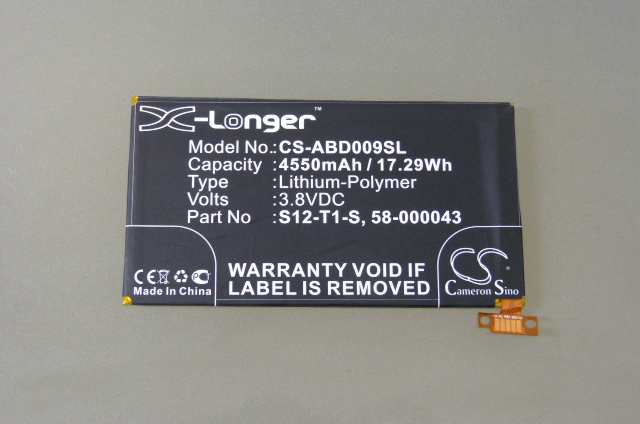 X-Longer™
Model No.: CS-ABD009SL
Capacity : 4550mAh / 17.29Wh
Type : Lithium-Polymer
Volts : 3.8VDC
Part No : S12-T1-S, 58-000043
CE
Made In China
WARRANTY VOID IF
LABEL IS REMOVED
CS
Cameron Sino